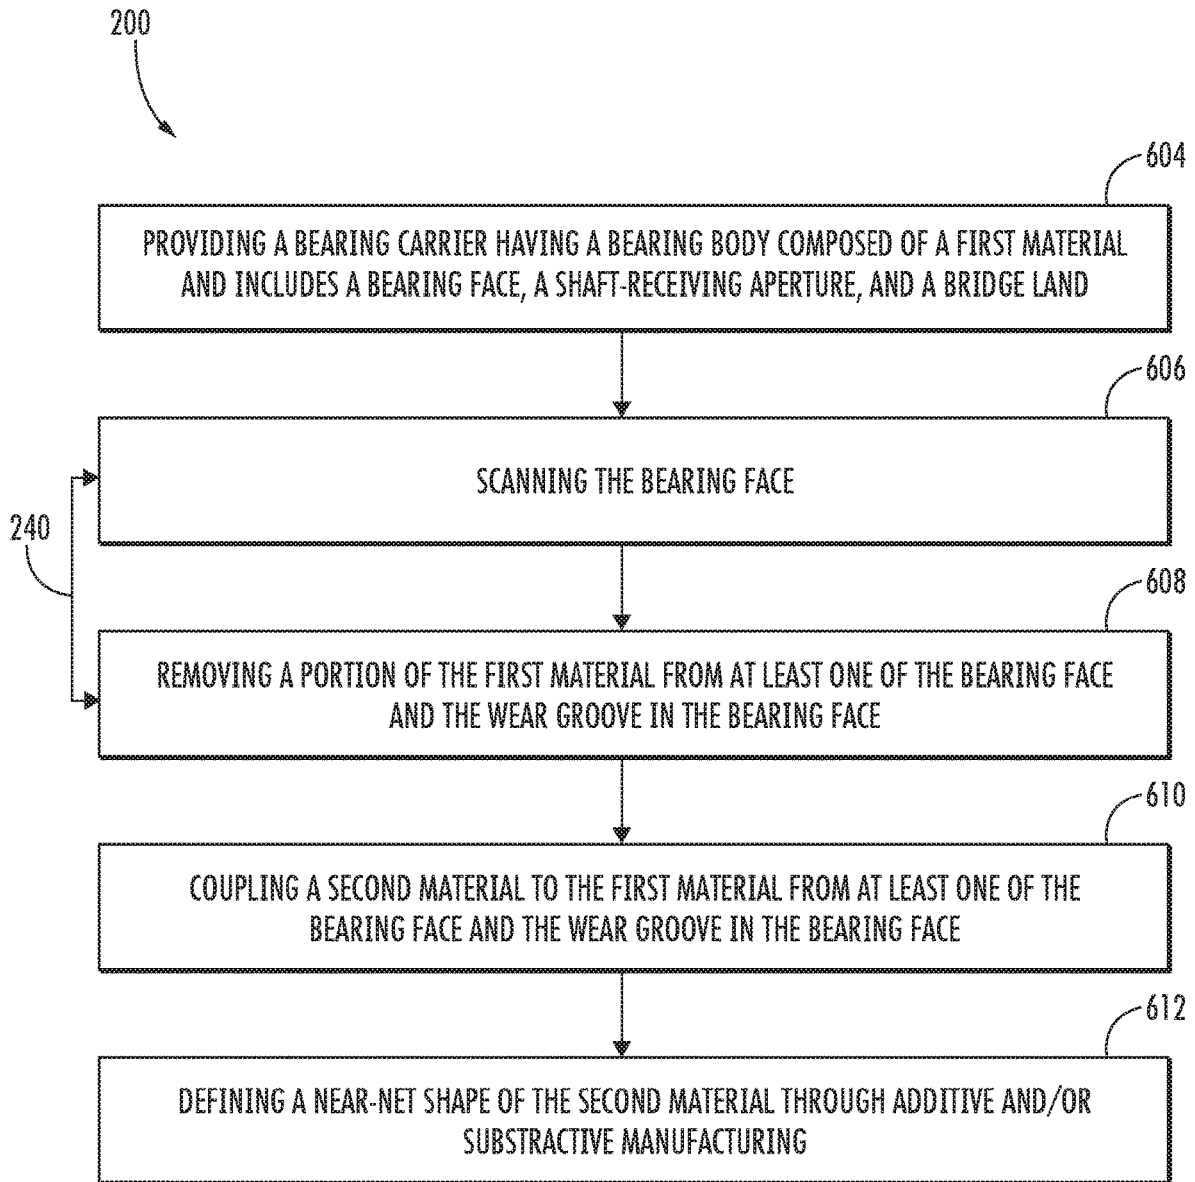 200
604
PROVIDING A BEARING CARRIER HAVING A BEARING BODY COMPOSED OF A FIRST MATERIAL
AND INCLUDES A BEARING FACE, A SHAFT-RECEIVING APERTURE, AND A BRIDGE LAND
606
SCANNING THE BEARING FACE
240
608
REMOVING A PORTION OF THE FIRST MATERIAL FROM AT LEAST ONE OF THE BEARING FACE
AND THE WEAR GROOVE IN THE BEARING FACE
610
COUPLING A SECOND MATERIAL TO THE FIRST MATERIAL FROM AT LEAST ONE OF THE
BEARING FACE AND THE WEAR GROOVE IN THE BEARING FACE
612
DEFINING A NEAR-NET SHAPE OF THE SECOND MATERIAL THROUGH ADDITIVE AND/OR
SUBSTRACTIVE MANUFACTURING